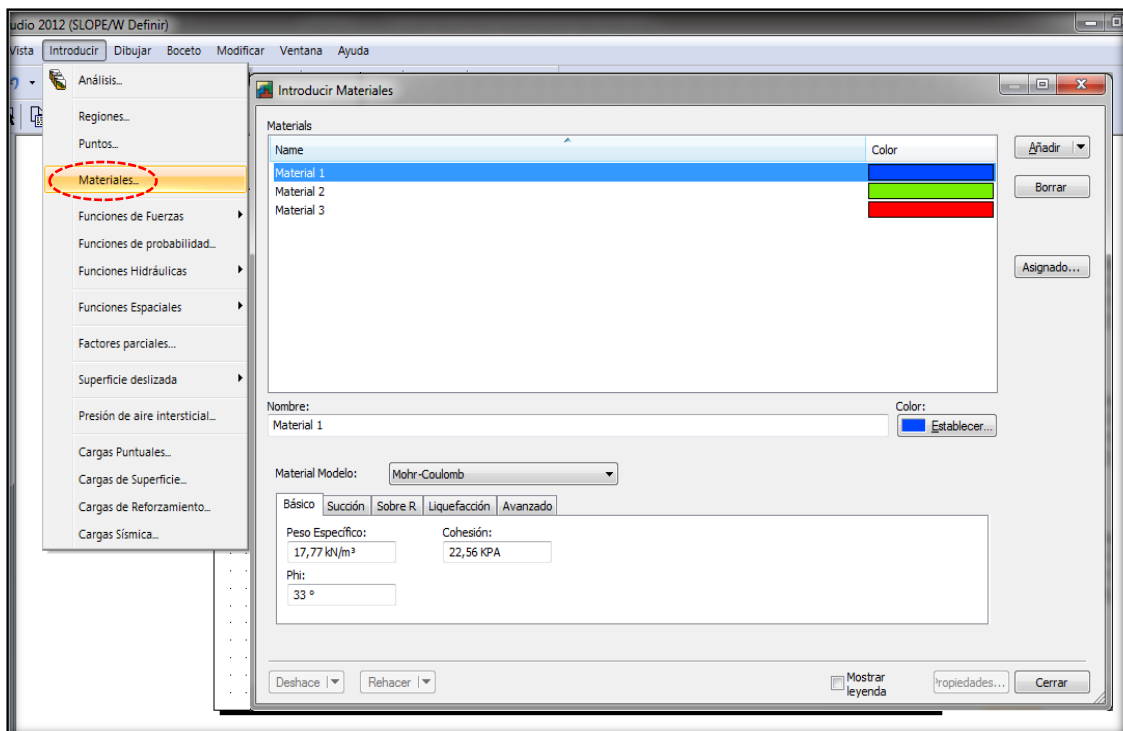 udio 2012 (SLOPE/W Definir)
Vista Introducir Dibujar Boceto Modificar Ventana Ayuda
Análisis...
Regiones...
Puntos...
Materiales...
Funciones de Fuerzas
Funciones de probabilidad...
Funciones Hidráulicas
Funciones Espaciales
Factores parciales...
Superficie deslizada
Presión de aire intersticial...
Cargas Puntuales...
Cargas de Superficie...
Cargas de Reforzamiento...
Cargas Sísmica...
Introducir Materiales
Materials
Name Color
Material 1
Material 2
Material 3
Añadir
Borrar
Asignado...
Nombre: Color:
Material 1 Establecer...
Material Modelo: Mohr-Coulomb
Básico Succión Sobre R Liquefacción Avanzado
Peso Específico: Cohesión:
17,77 kN/m³ 22,56 KPA
Phi:
33 º
Deshace Rehacer Mostrar leyenda Propiedades... Cerrar